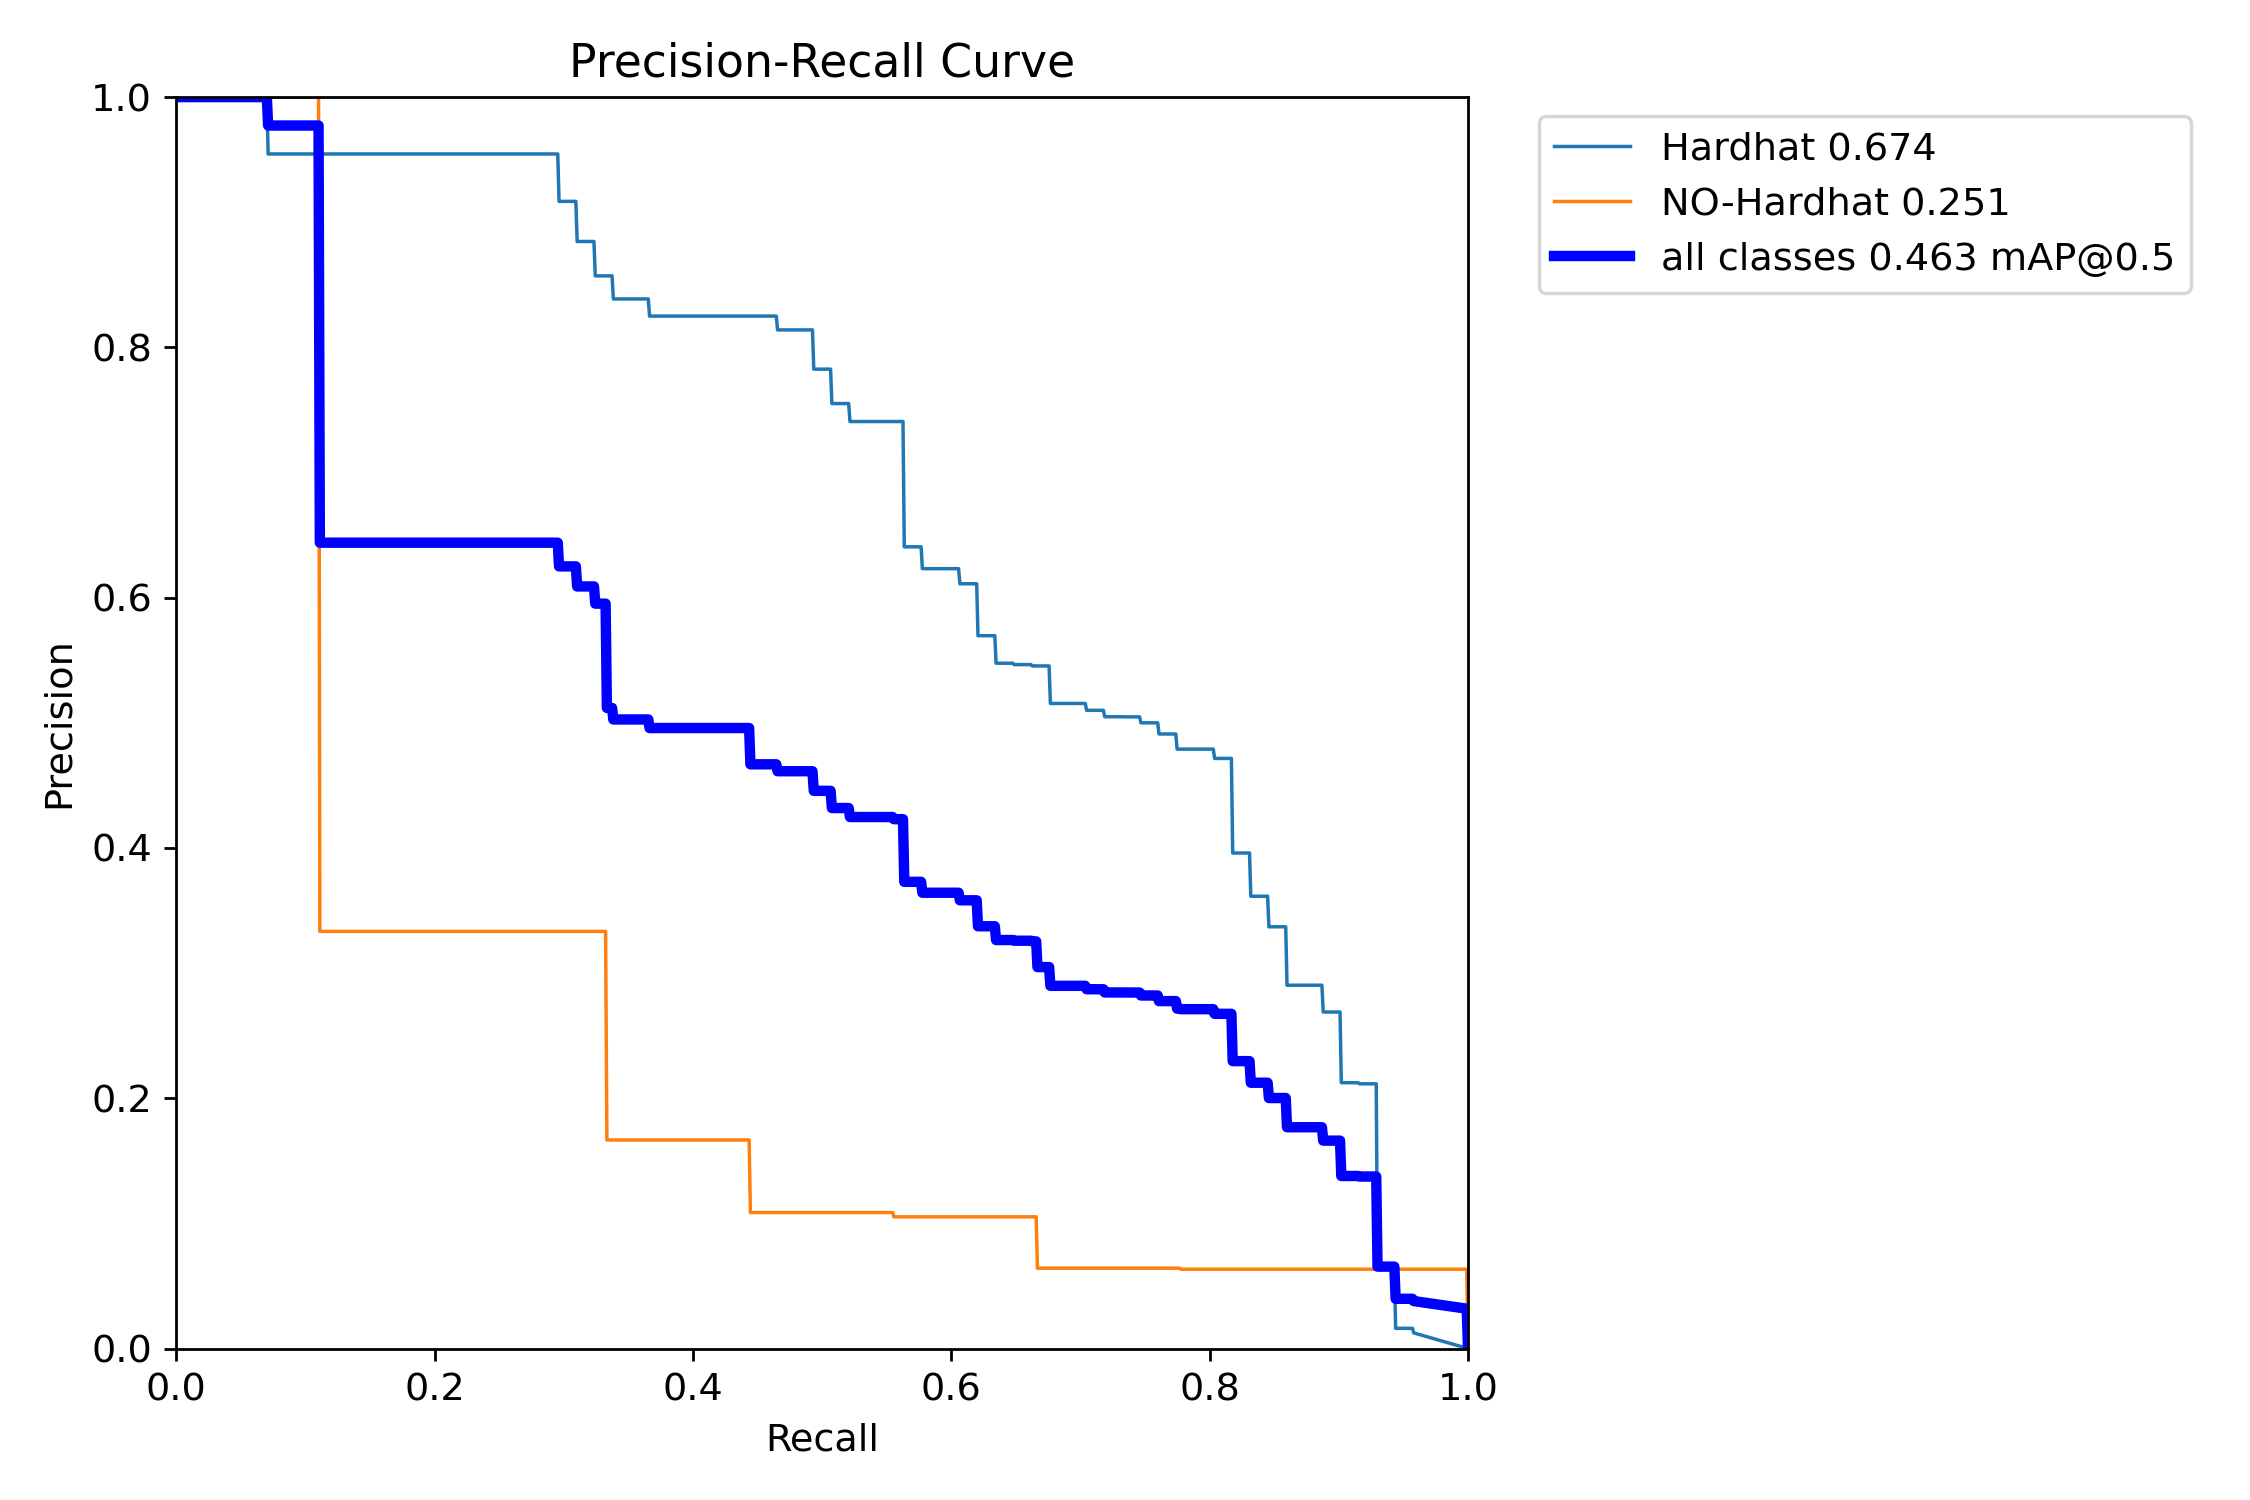 Precision-Recall Curve
1.0
0.8
0.6
0.4
0.2
0.0
Precision
0.0 0.2 0.4 0.6 0.8 1.0
Recall
Hardhat 0.674
NO-Hardhat 0.251
all classes 0.463 mAP@0.5